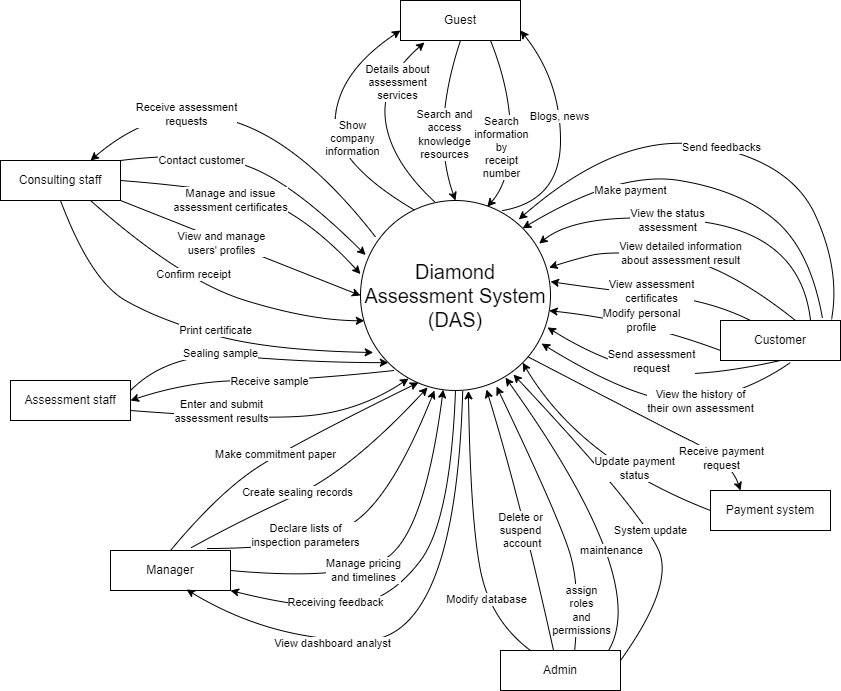 Guest
Details about
assessment
services
Show
company
information
Search and
access
knowledge
resources
Search
information
by
receipt
number
Blogs, news
Receive assessment
requests
Contact customer
Consulting staff
Manage and issue
assessment certificates
View and manage
users' profiles
Confirm receipt
Print certificate
Diamond
Assessment System
(DAS)
Send feedbacks
Make payment
View the status
assessment
View detailed information
about assessment result
View assessment
certificates
Modify personal
profile
Customer
Send assessment
request
View the history of
their own assessment
Sealing sample
Receive sample
Assessment staff
Enter and submit
assessment results
Make commitment paper
Create sealing records
Declare lists of
inspection parameters
Manager
Manage pricing
and timelines
Receiving feedback
View dashboard analyst
Receive payment
request
Update payment
status
Payment system
Delete or
suspend
account
System update
maintenance
Modify database
assign
roles
and
permissions
Admin